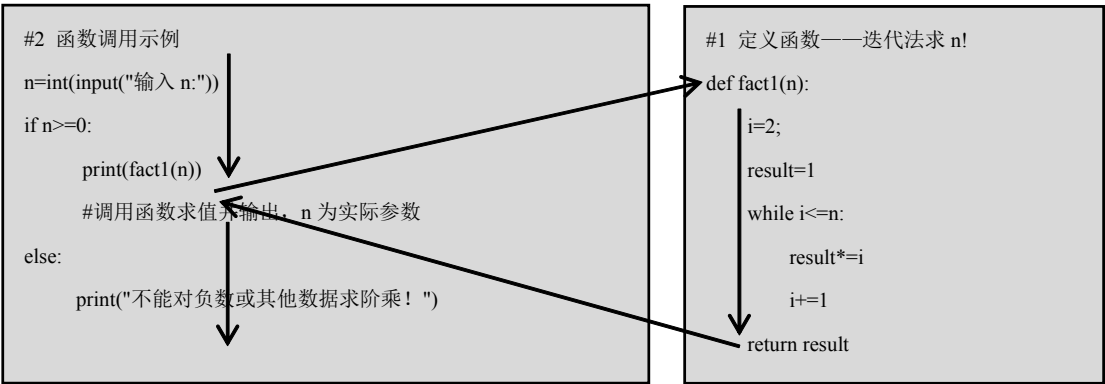 #2 函数调用示例
n=int(input("输入 n:"))
if n>=0:
print(fact1(n))
#调用函数求值并输出，n 为实际参数
else:
print("不能对负数或其他数据求阶乘！")
#1 定义函数——迭代法求 n!
def fact1(n):
i=2;
result=1
while i<=n:
result*=i
i+=1
return result